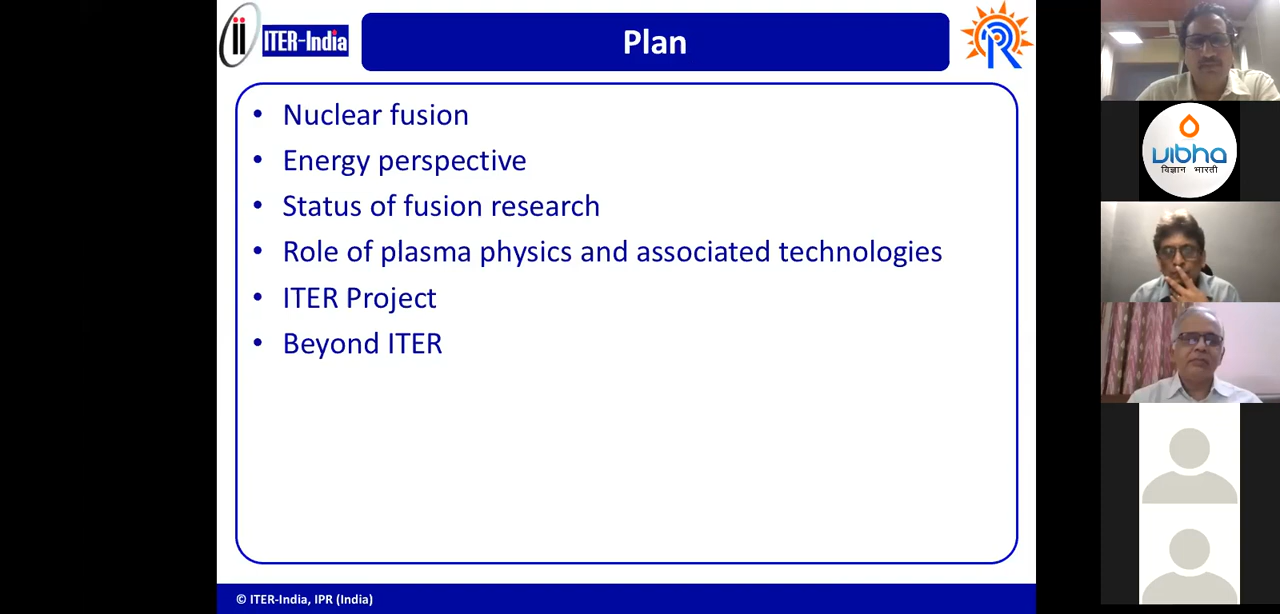 ii ITER-India
Plan
• Nuclear fusion
• Energy perspective
• Status of fusion research
• Role of plasma physics and associated technologies
• ITER Project
• Beyond ITER
© ITER-India, IPR (India)
vibha
विज्ञान भारती